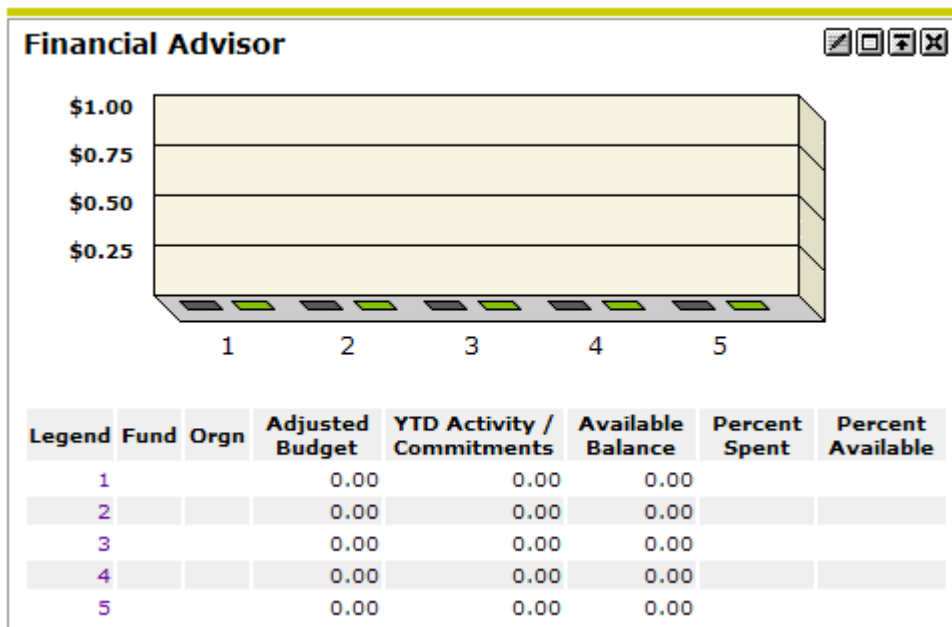 Financial Advisor
$1.00
$0.75
$0.50
$0.25
1 2 3 4 5
Legend Fund Orgn Adjusted Budget YTD Activity / Commitments Available Balance Percent Spent Percent Available
1 0.00 0.00 0.00
2 0.00 0.00 0.00
3 0.00 0.00 0.00
4 0.00 0.00 0.00
5 0.00 0.00 0.00